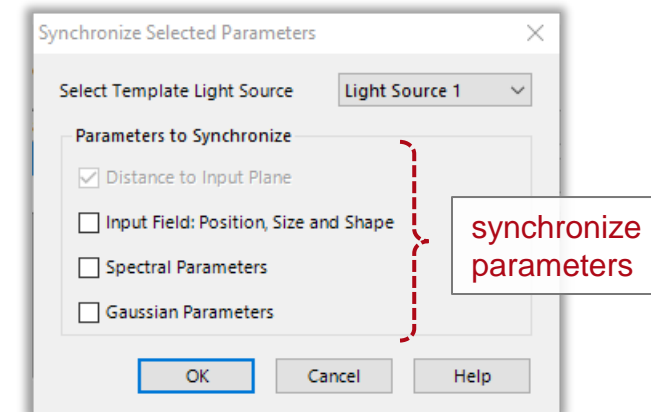 Synchronize Selected Parameters
Select Template Light Source Light Source 1
Parameters to Synchronize
Distance to Input Plane
Input Field: Position, Size and Shape
Spectral Parameters
Gaussian Parameters
synchronize
parameters
OK Cancel Help